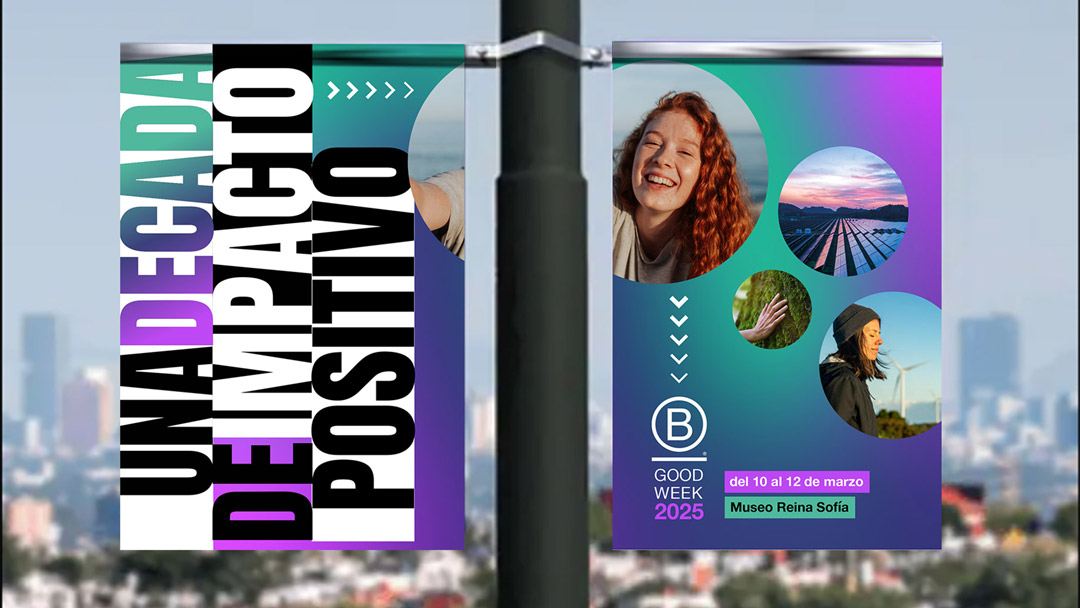 UNA DECADA
DE IMPACTO
POSITIVO
B
®
GOOD
WEEK
2025
del 10 al 12 de marzo
Museo Reina Sofía